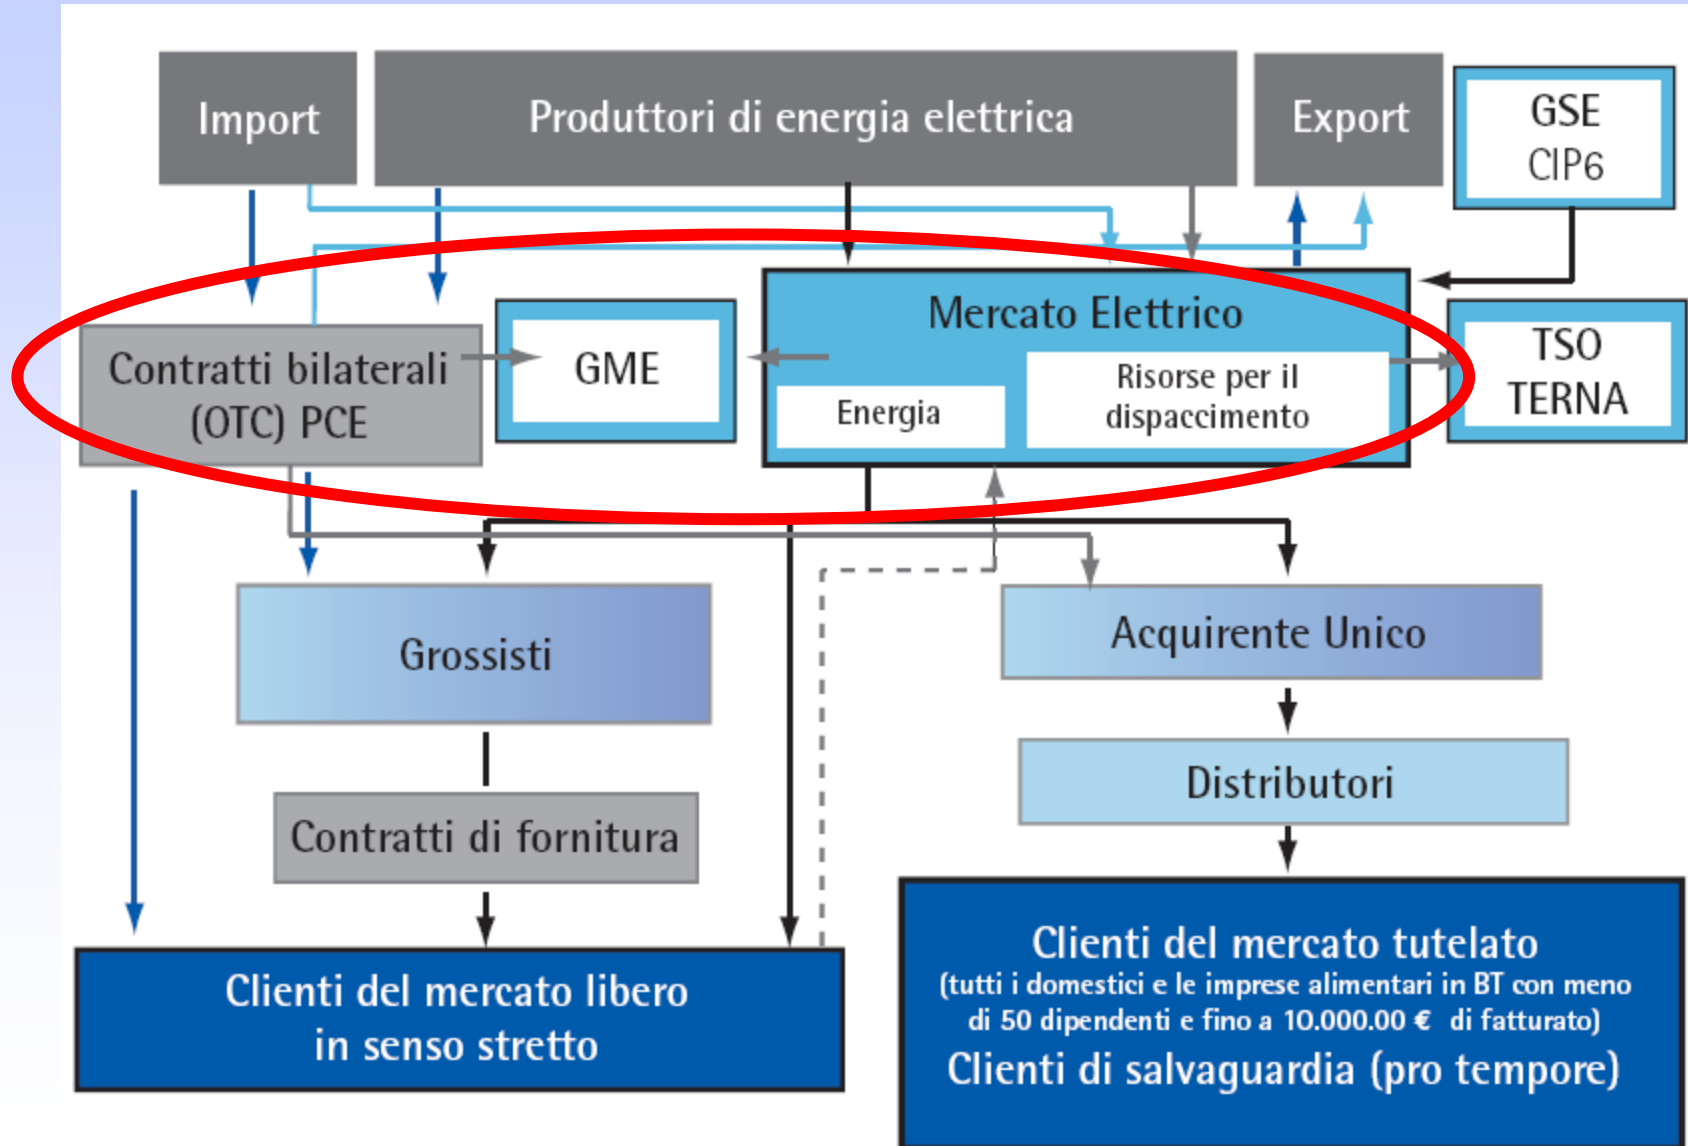 Import
Produttori di energia elettrica
Export
GSE
CIP6
Contratti bilaterali
(OTC) PCE
GME
Mercato Elettrico
Energia
Risorse per il
dispaccimento
TSO
TERNA
Grossisti
Acquirente Unico
Contratti di fornitura
Distributori
Clienti del mercato libero
in senso stretto
Clienti del mercato tutelato
(tutti i domestici e le imprese alimentari in BT con meno
di 50 dipendenti e fino a 10.000.00 € di fatturato)
Clienti di salvaguardia (pro tempore)